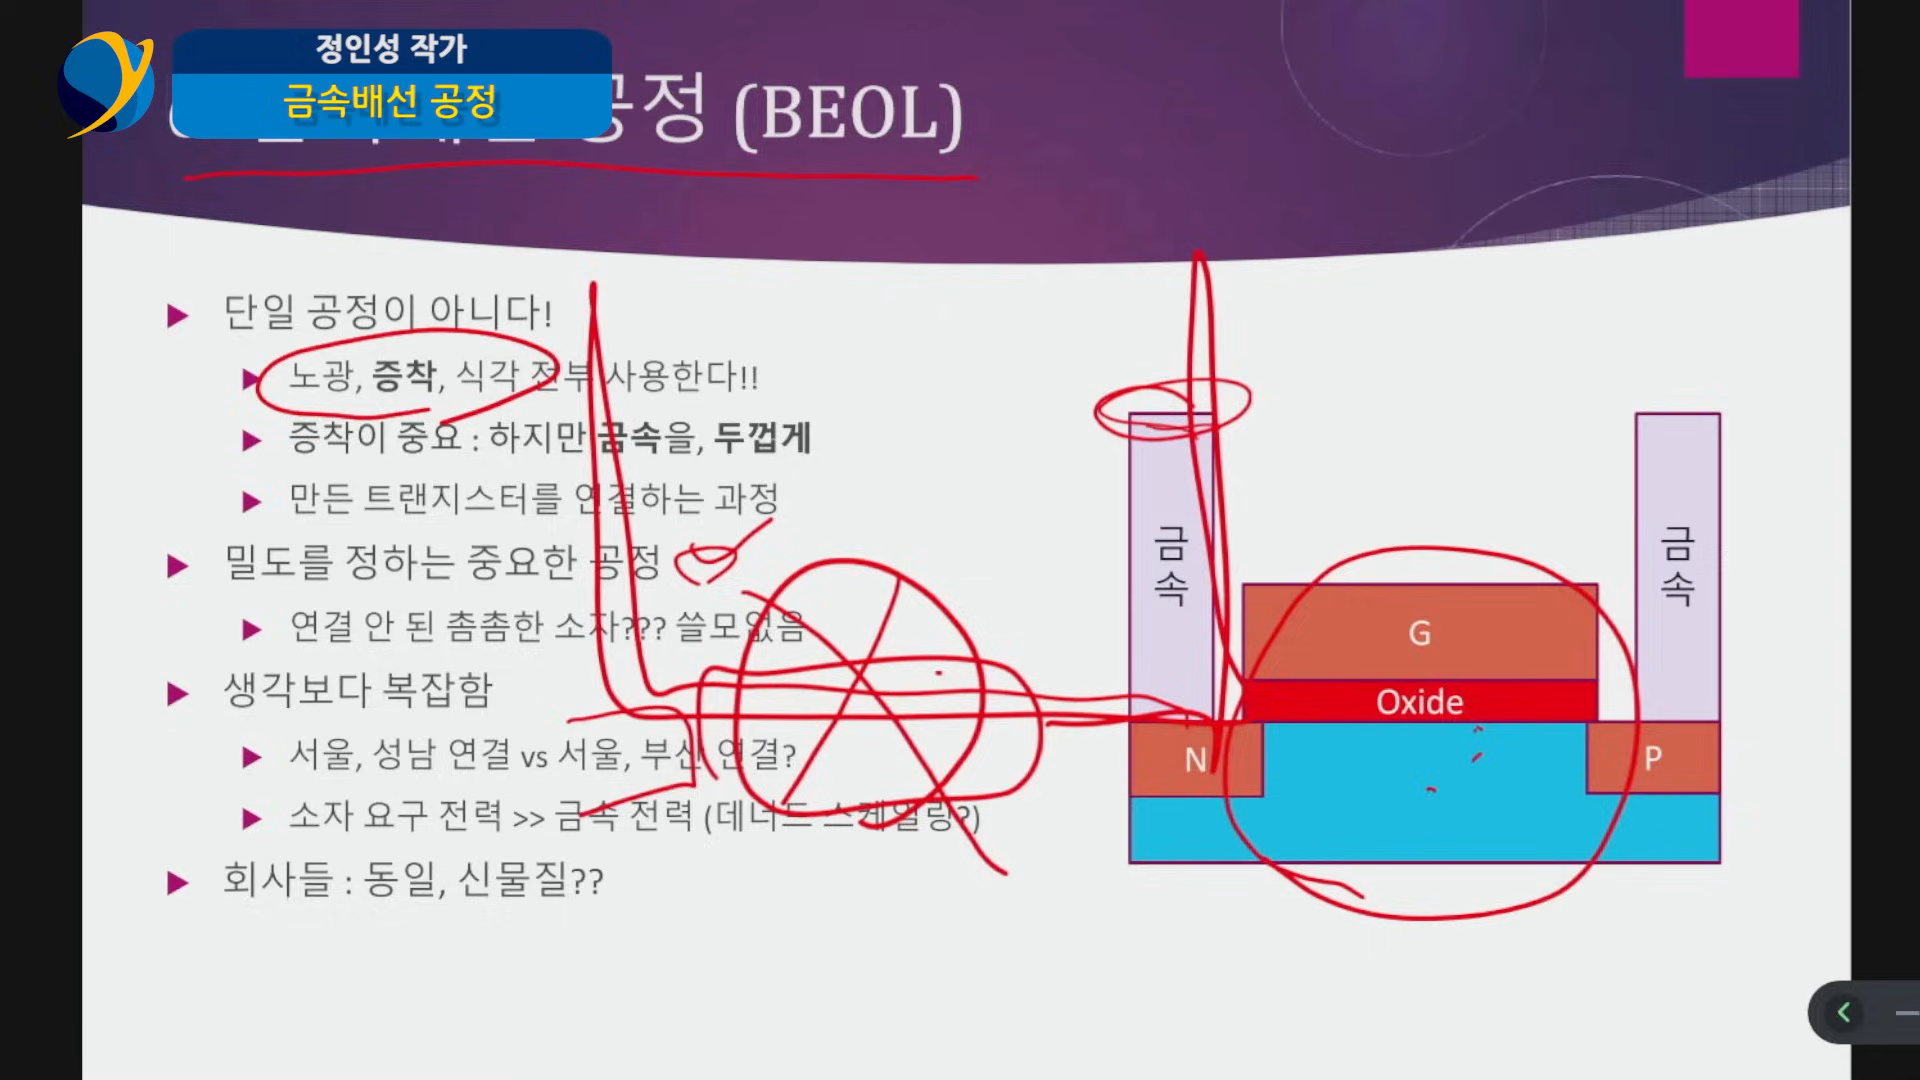 정인성 작가
금속배선 공정
공정 (BEOL)
단일 공정이 아니다!
노광, 증착, 식각 전부 사용한다!!
증착이 중요 : 하지만 금속을, 두껍게
만든 트랜지스터를 연결하는 과정
밀도를 정하는 중요한 공정
연결 안 된 촘촘한 소자??? 쓸모없음
생각보다 복잡함
서울, 성남 연결 vs 서울, 부산 연결?
소자 요구 전력 >> 금속 전력 (데너드 스케일링?)
회사들 : 동일, 신물질??
금속
금속
G
Oxide
N
P